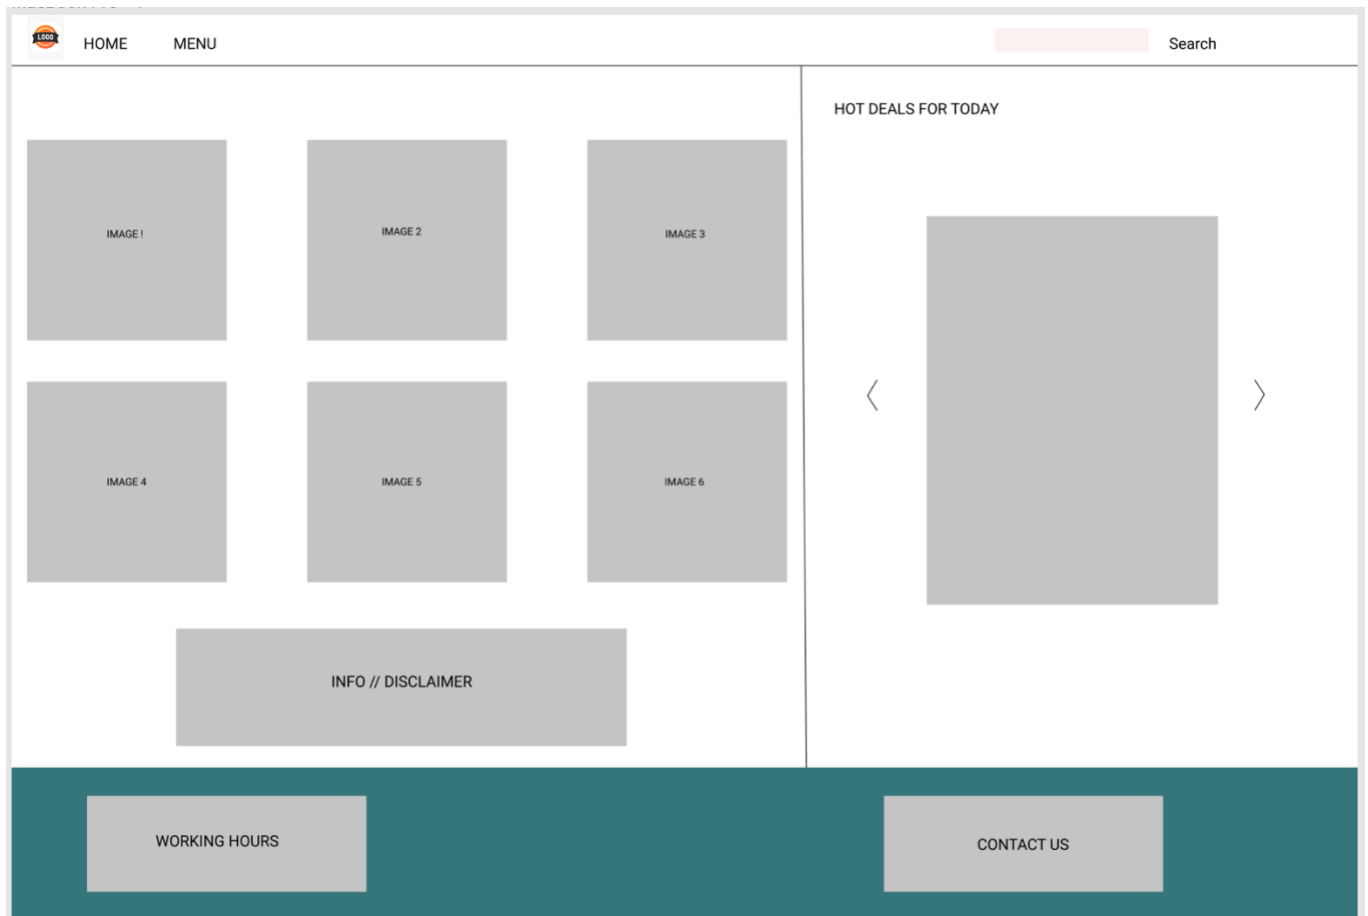 LOGO
HOME
MENU
Search
HOT DEALS FOR TODAY
IMAGE !
IMAGE 2
IMAGE 3
IMAGE 4
IMAGE 5
IMAGE 6
INFO // DISCLAIMER
WORKING HOURS
CONTACT US